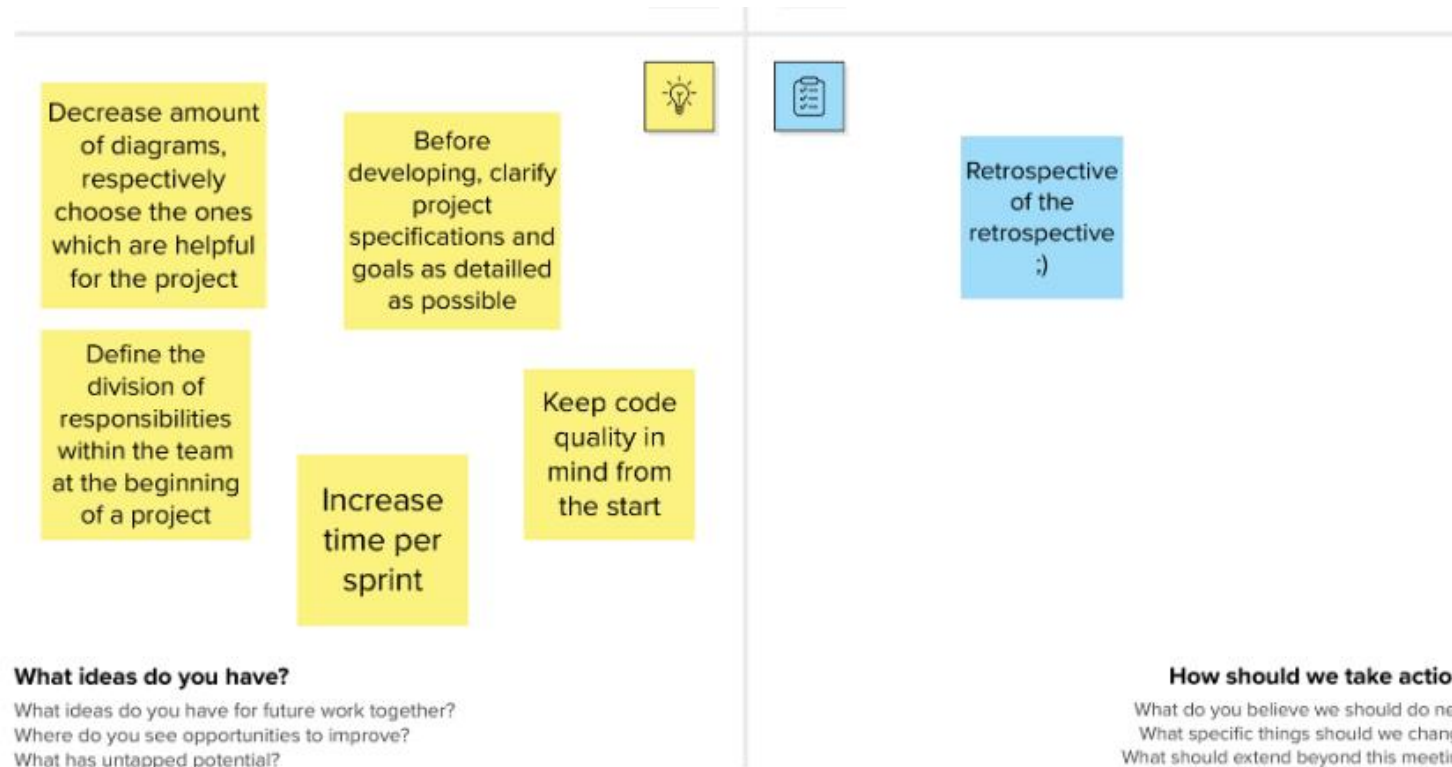 Decrease amount
of diagrams,
respectively
choose the ones
which are helpful
for the project
Before
developing, clarify
project
specifications and
goals as detailled
as possible
Define the
division of
responsibilities
within the team
at the beginning
of a project
Increase
time per
sprint
Keep code
quality in
mind from
the start
What ideas do you have?
What ideas do you have for future work together?
Where do you see opportunities to improve?
What has untapped potential?
Retrospective
of the
retrospective
;)
How should we take actio
What do you believe we should do ne
What specific things should we chang
What should extend beyond this meeti